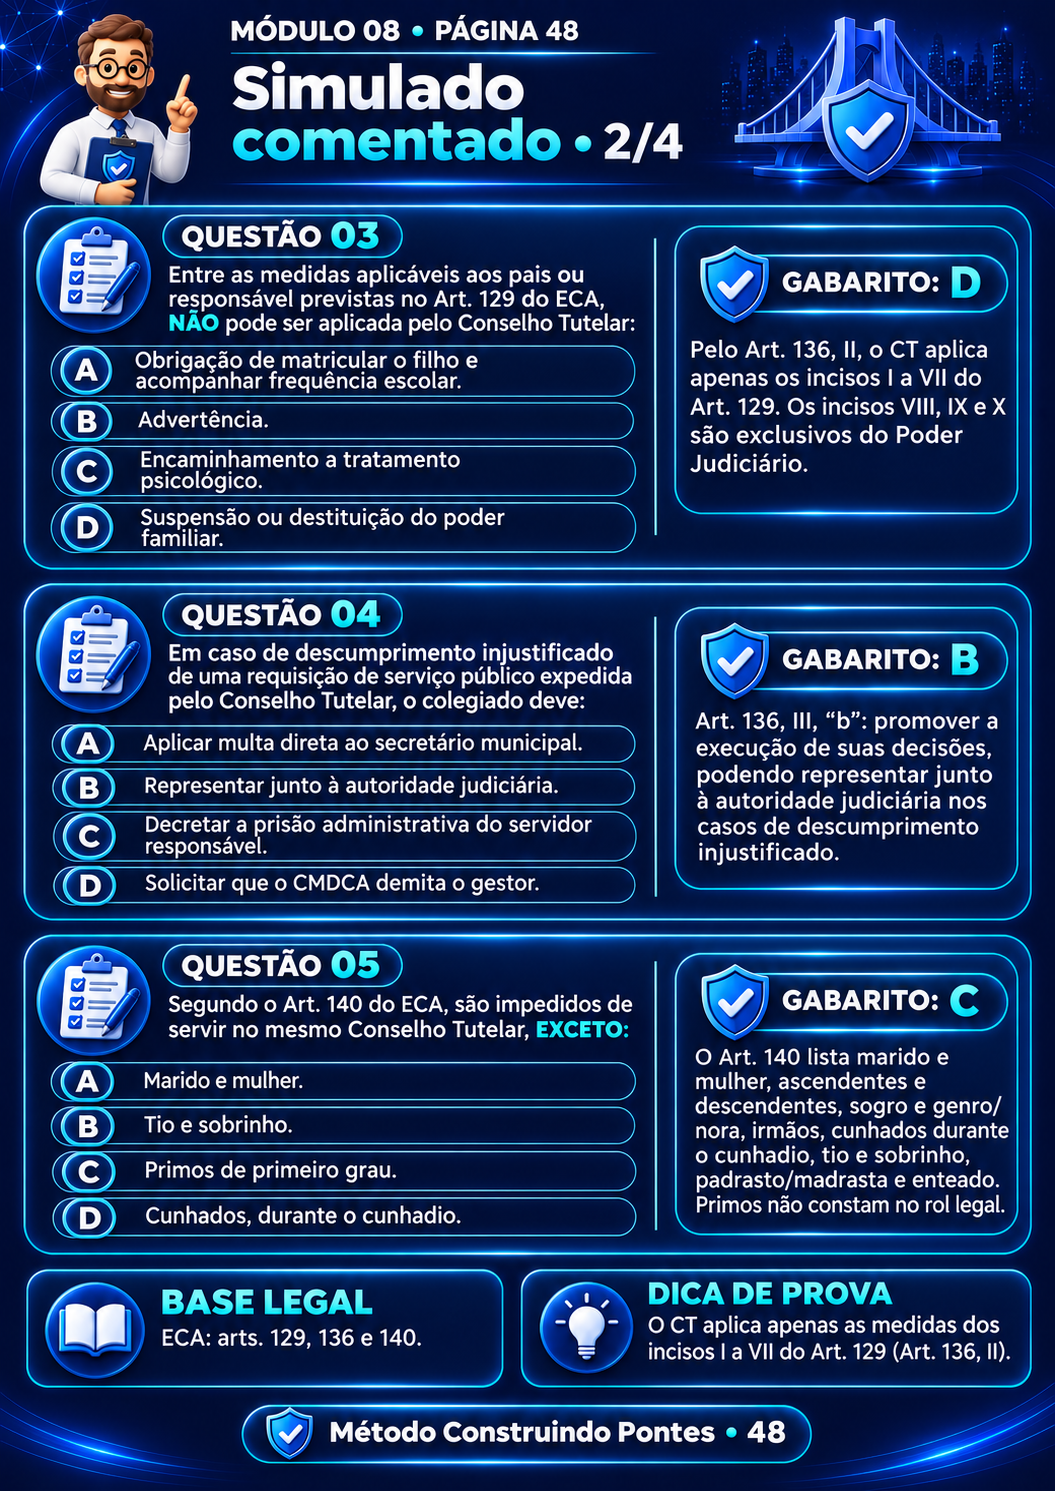 MÓDULO 08 • PÁGINA 48
Simulado
comentado • 2/4
QUESTÃO 03
Entre as medidas aplicáveis aos pais ou
responsável previstas no Art. 129 do ECA,
NÃO pode ser aplicada pelo Conselho Tutelar:
A Obrigação de matricular o filho e
acompanhar frequência escolar.
B Advertência.
C Encaminhamento a tratamento
psicológico.
D Suspensão ou destituição do poder
familiar.
GABARITO: D
Pelo Art. 136, II, o CT aplica
apenas os incisos I a VII do
Art. 129. Os incisos VIII, IX e X
são exclusivos do Poder
Judiciário.
QUESTÃO 04
Em caso de descumprimento injustificado
de uma requisição de serviço público expedida
pelo Conselho Tutelar, o colegiado deve:
A Aplicar multa direta ao secretário municipal.
B Representar junto à autoridade judiciária.
C Decretar a prisão administrativa do servidor
responsável.
D Solicitar que o CMDCA demita o gestor.
GABARITO: B
Art. 136, III, “b”: promover a
execução de suas decisões,
podendo representar junto
à autoridade judiciária nos
casos de descumprimento
injustificado.
QUESTÃO 05
Segundo o Art. 140 do ECA, são impedidos de
servir no mesmo Conselho Tutelar, EXCETO:
A Marido e mulher.
B Tio e sobrinho.
C Primos de primeiro grau.
D Cunhados, durante o cunhadio.
GABARITO: C
O Art. 140 lista marido e
mulher, ascendentes e
descendentes, sogro e genro/
nora, irmãos, cunhados durante
o cunhadio, tio e sobrinho,
padrasto/madrasta e enteado.
Primos não constam no rol legal.
BASE LEGAL
ECA: arts. 129, 136 e 140.
DICA DE PROVA
O CT aplica apenas as medidas dos
incisos I a VII do Art. 129 (Art. 136, II).
Método Construindo Pontes • 48